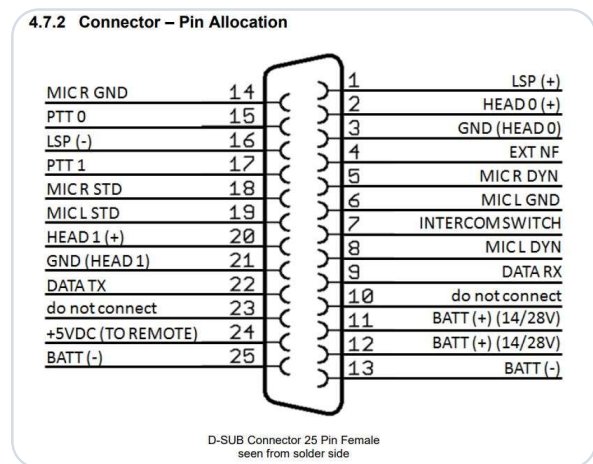 4.7.2 Connector – Pin Allocation
MIC R GND 14
PTT 0 15
LSP (-) 16
PTT 1 17
MIC R STD 18
MIC L STD 19
HEAD 1 (+) 20
GND (HEAD 1) 21
DATA TX 22
do not connect 23
+5VDC (TO REMOTE) 24
BATT (-) 25
1 LSP (+)
2 HEAD 0 (+)
3 GND (HEAD 0)
4 EXT NF
5 MIC R DYN
6 MIC L GND
7 INTERCOM SWITCH
8 MIC L DYN
9 DATA RX
10 do not connect
11 BATT (+) (14/28V)
12 BATT (+) (14/28V)
13 BATT (-)
D-SUB Connector 25 Pin Female
seen from solder side